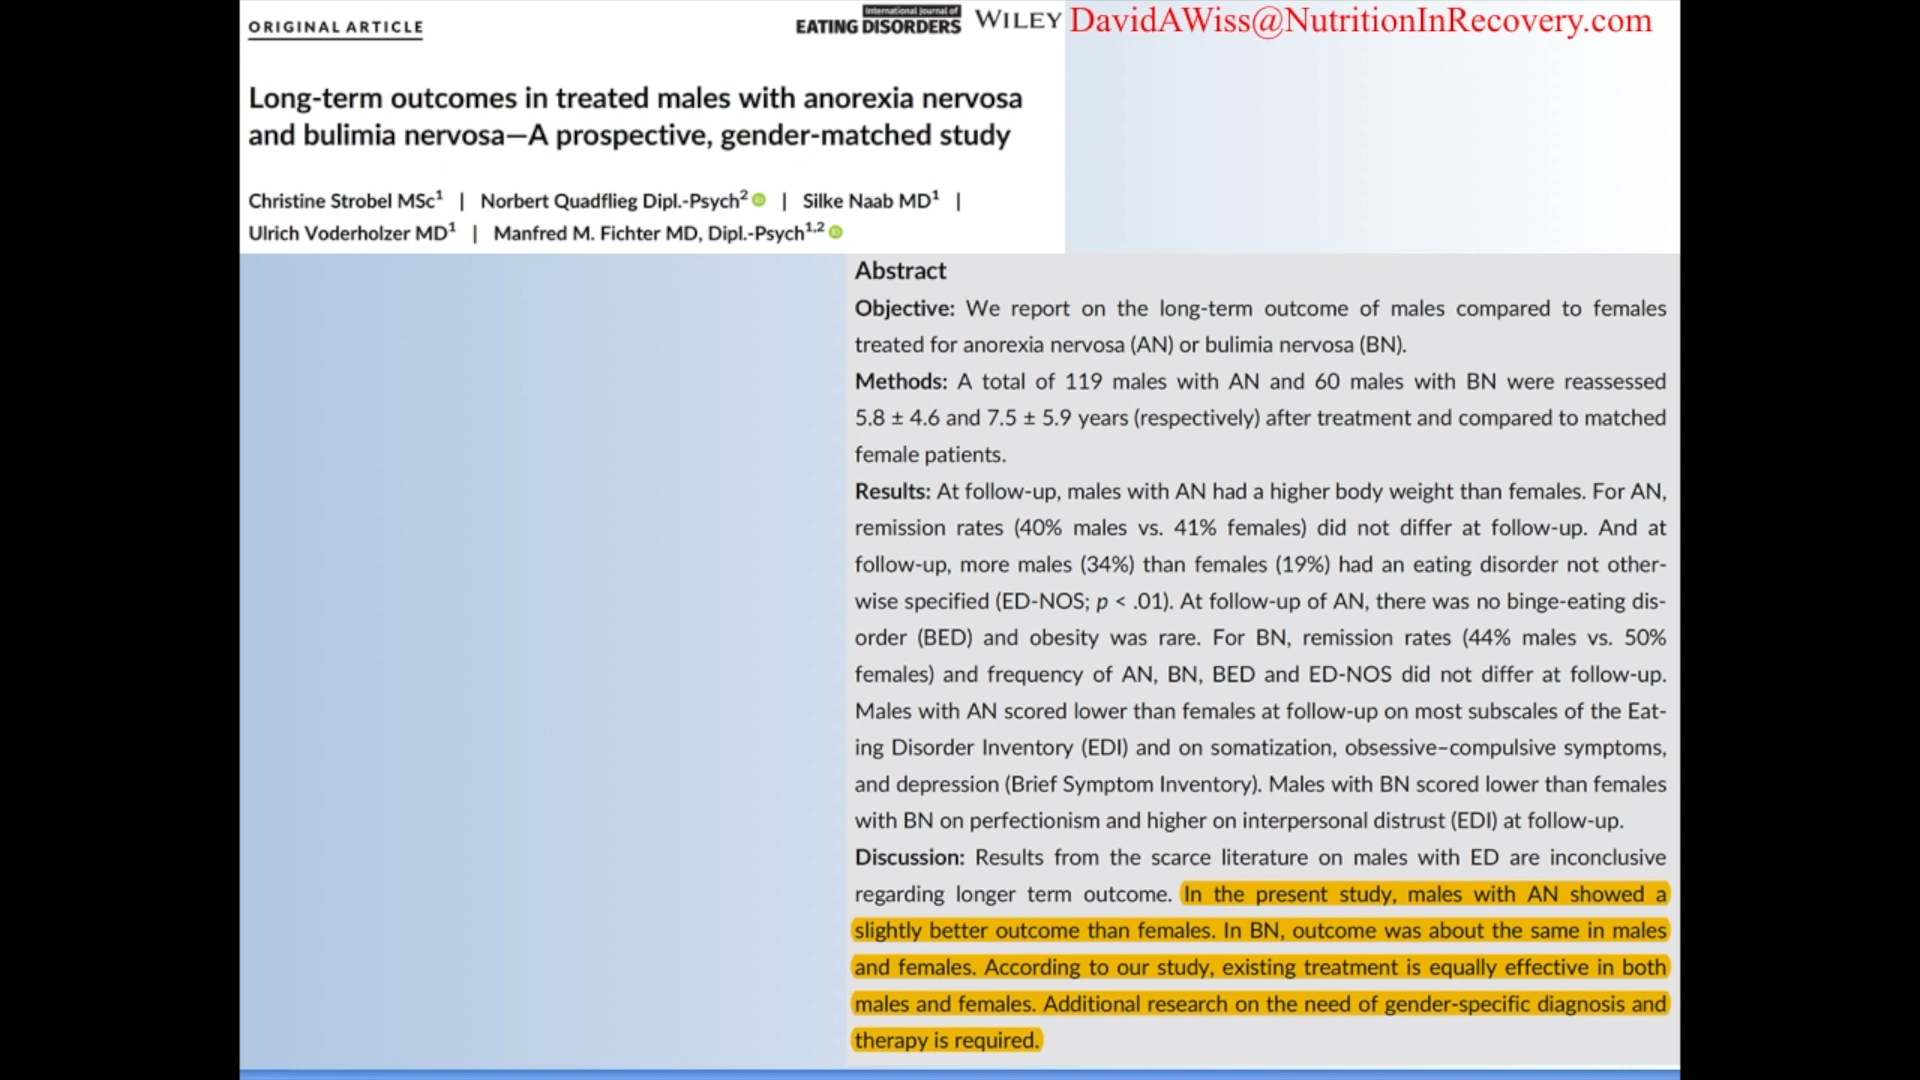 ORIGINAL ARTICLE
International Journal of
EATING DISORDERS WILEY DavidAWiss@NutritionInRecovery.com
Long-term outcomes in treated males with anorexia nervosa
and bulimia nervosa—A prospective, gender-matched study
Christine Strobel MSc1 | Norbert Quadflieg Dipl.-Psych2 iD | Silke Naab MD1 |
Ulrich Voderholzer MD1 | Manfred M. Fichter MD, Dipl.-Psych1,2 iD
Abstract
Objective: We report on the long-term outcome of males compared to females
treated for anorexia nervosa (AN) or bulimia nervosa (BN).
Methods: A total of 119 males with AN and 60 males with BN were reassessed
5.8 ± 4.6 and 7.5 ± 5.9 years (respectively) after treatment and compared to matched
female patients.
Results: At follow-up, males with AN had a higher body weight than females. For AN,
remission rates (40% males vs. 41% females) did not differ at follow-up. And at
follow-up, more males (34%) than females (19%) had an eating disorder not other-
wise specified (ED-NOS; p < .01). At follow-up of AN, there was no binge-eating dis-
order (BED) and obesity was rare. For BN, remission rates (44% males vs. 50%
females) and frequency of AN, BN, BED and ED-NOS did not differ at follow-up.
Males with AN scored lower than females at follow-up on most subscales of the Eat-
ing Disorder Inventory (EDI) and on somatization, obsessive–compulsive symptoms,
and depression (Brief Symptom Inventory). Males with BN scored lower than females
with BN on perfectionism and higher on interpersonal distrust (EDI) at follow-up.
Discussion: Results from the scarce literature on males with ED are inconclusive
regarding longer term outcome. In the present study, males with AN showed a
slightly better outcome than females. In BN, outcome was about the same in males
and females. According to our study, existing treatment is equally effective in both
males and females. Additional research on the need of gender-specific diagnosis and
therapy is required.